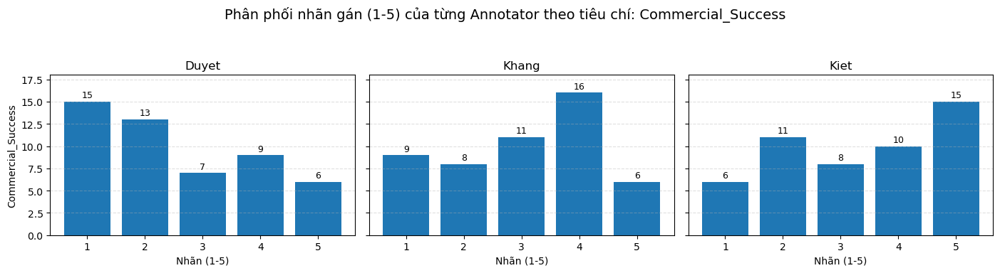 Phân phối nhãn gán (1-5) của từng Annotator theo tiêu chí: Commercial_Success
Duyet
Khang
Kiet
Commercial_Success
17.5
15.0
12.5
10.0
7.5
5.0
2.5
0.0
15
13
7
9
6
9
8
11
16
6
6
11
8
10
15
1 2 3 4 5
1 2 3 4 5
1 2 3 4 5
Nhãn (1-5)
Nhãn (1-5)
Nhãn (1-5)